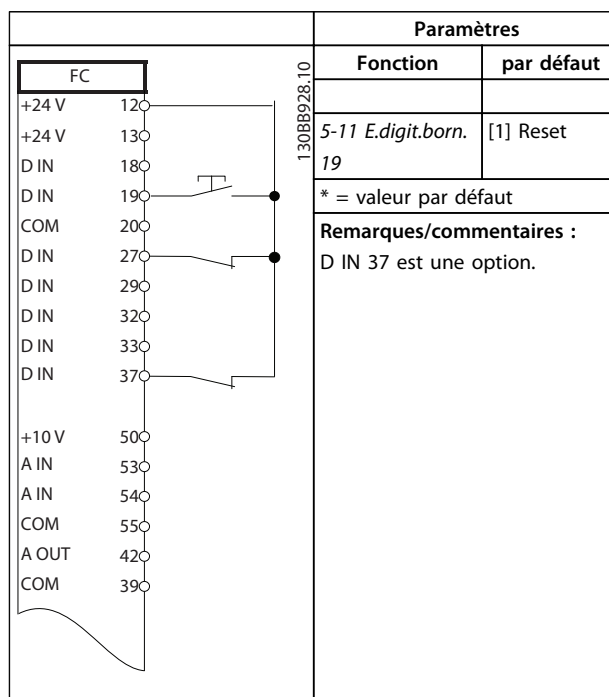 Paramètres
Fonction par défaut
5-11 E.digit.born. [1] Reset
19
* = valeur par défaut
Remarques/commentaires :
D IN 37 est une option.
FC
+24 V 12
+24 V 13
D IN 18
D IN 19
COM 20
D IN 27
D IN 29
D IN 32
D IN 33
D IN 37
+10 V 50
A IN 53
A IN 54
COM 55
A OUT 42
COM 39
130BB928.10